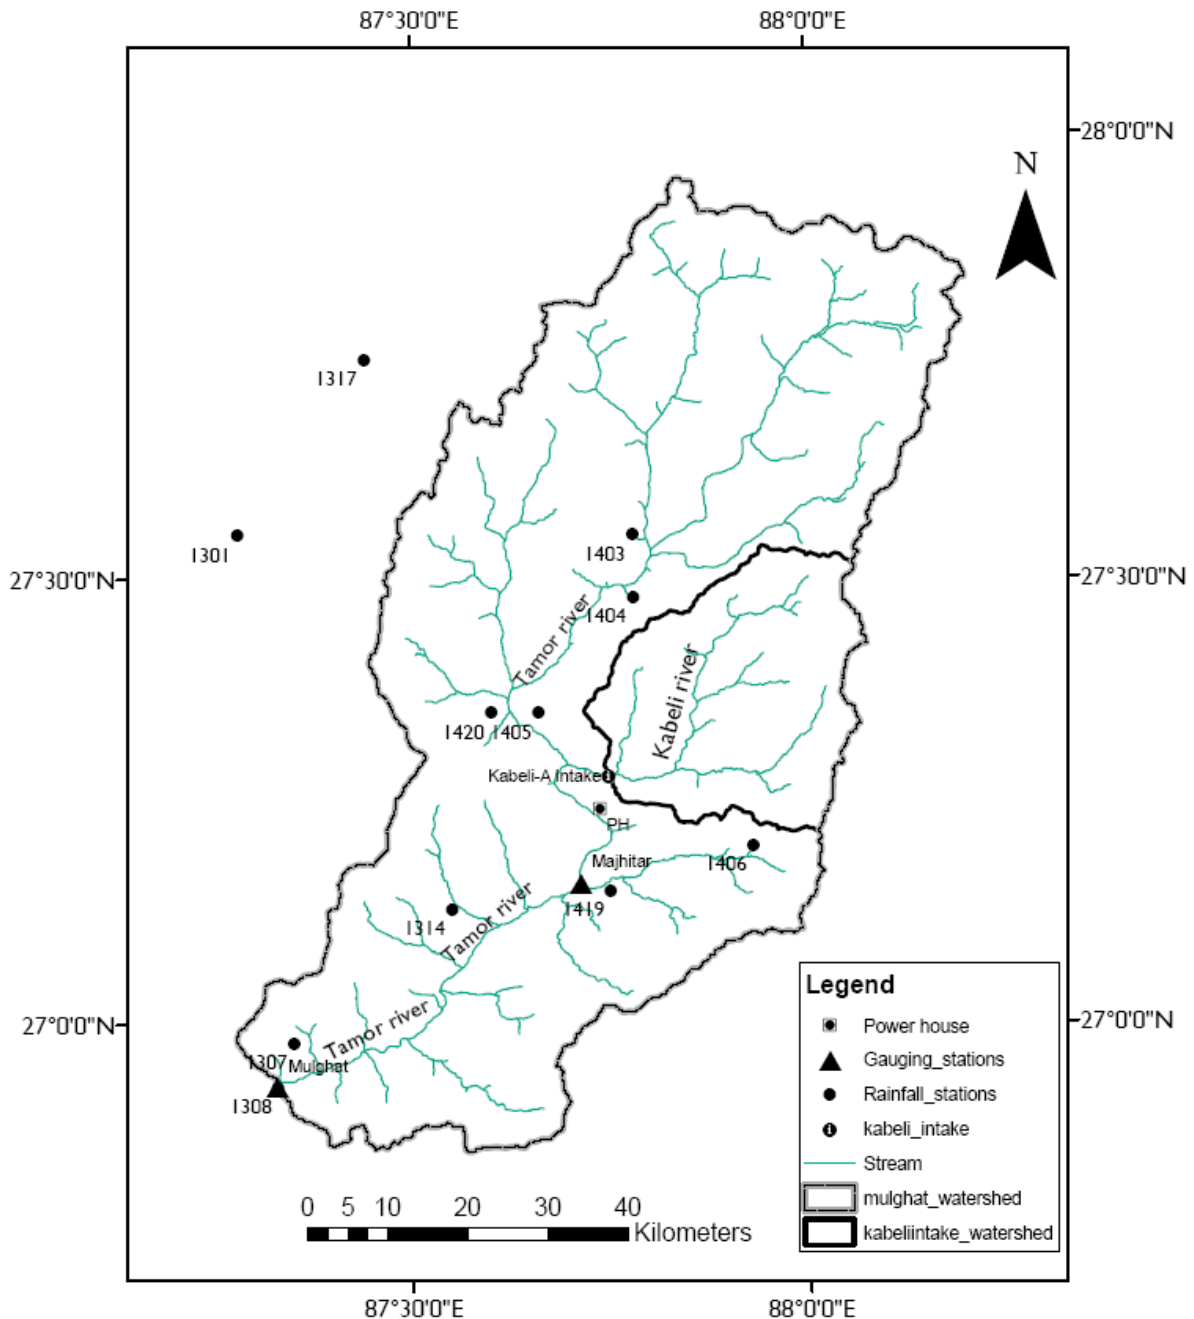 87°30'0"E 88°0'0"E
28°0'0"N
N
1317
1301
1403
27°30'0"N 27°30'0"N
1404
Tamor river
Kabeli river
1420 1405
Kabeli-A Intake
PH
Majhitar
1406
1419
1314
Tamor river
27°0'0"N 27°0'0"N
Tamor river
1307 Mulghat
1308
Legend
Power house
Gauging_stations
Rainfall_stations
kabeli_intake
Stream
mulghat_watershed
kabeliintake_watershed
0 5 10 20 30 40
Kilometers
87°30'0"E 88°0'0"E